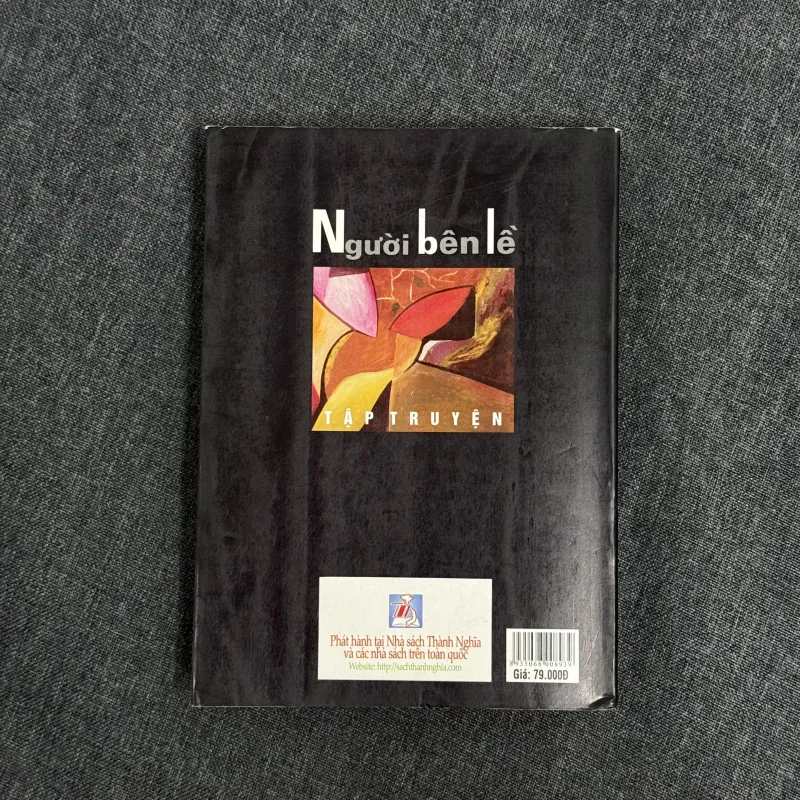 Người bên lề
TẬP TRUYỆN
Phát hành tại Nhà sách Thành Nghĩa
và các nhà sách trên toàn quốc
Website: http://sachthanhnghia.com
8935068008939
Giá: 79.000Đ